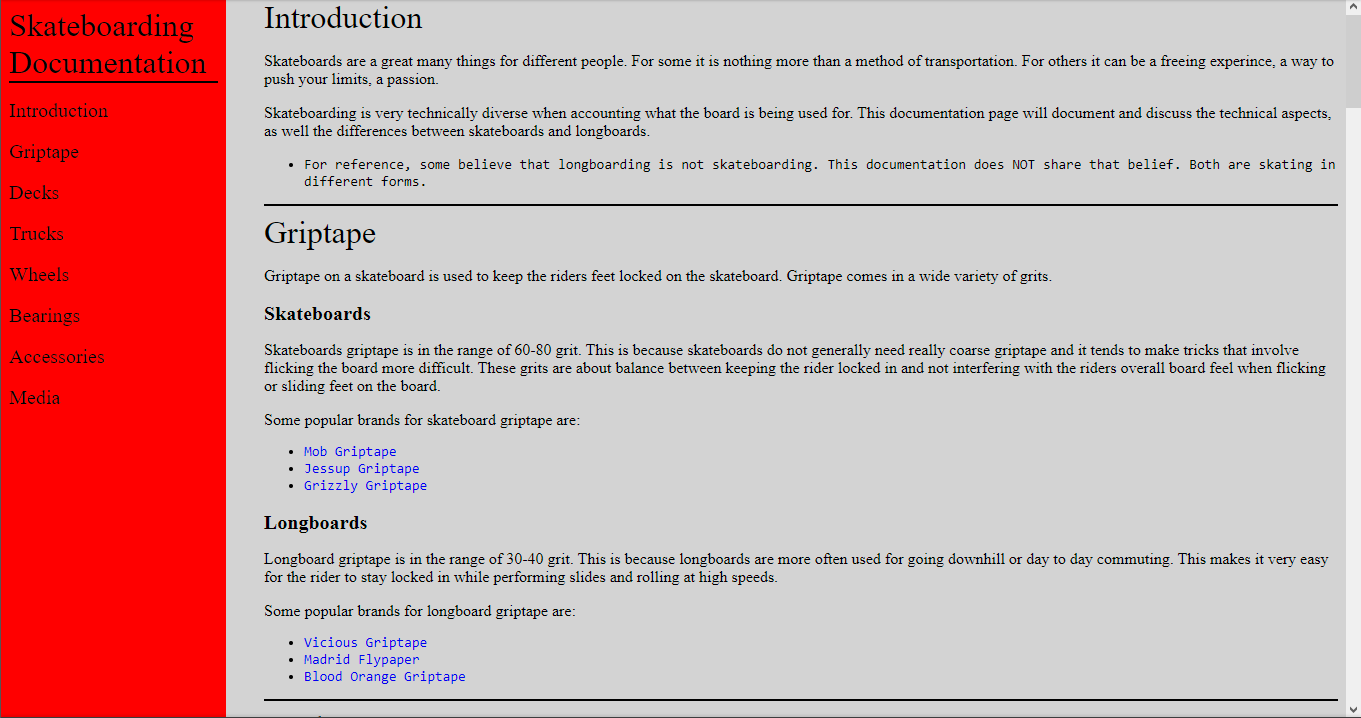 Skateboarding
Documentation
Introduction
Griptape
Decks
Trucks
Wheels
Bearings
Accessories
Media
Introduction
Skateboards are a great many things for different people. For some it is nothing more than a method of transportation. For others it can be a freeing experince, a way to
push your limits, a passion.
Skateboarding is very technically diverse when accounting what the board is being used for. This documentation page will document and discuss the technical aspects,
as well the differences between skateboards and longboards.
• For reference, some believe that longboarding is not skateboarding. This documentation does NOT share that belief. Both are skating in
different forms.
Griptape
Griptape on a skateboard is used to keep the riders feet locked on the skateboard. Griptape comes in a wide variety of grits.
Skateboards
Skateboards griptape is in the range of 60-80 grit. This is because skateboards do not generally need really coarse griptape and it tends to make tricks that involve
flicking the board more difficult. These grits are about balance between keeping the rider locked in and not interfering with the riders overall board feel when flicking
or sliding feet on the board.
Some popular brands for skateboard griptape are:
• Mob Griptape
• Jessup Griptape
• Grizzly Griptape
Longboards
Longboard griptape is in the range of 30-40 grit. This is because longboards are more often used for going downhill or day to day commuting. This makes it very easy
for the rider to stay locked in while performing slides and rolling at high speeds.
Some popular brands for longboard griptape are:
• Vicious Griptape
• Madrid Flypaper
• Blood Orange Griptape